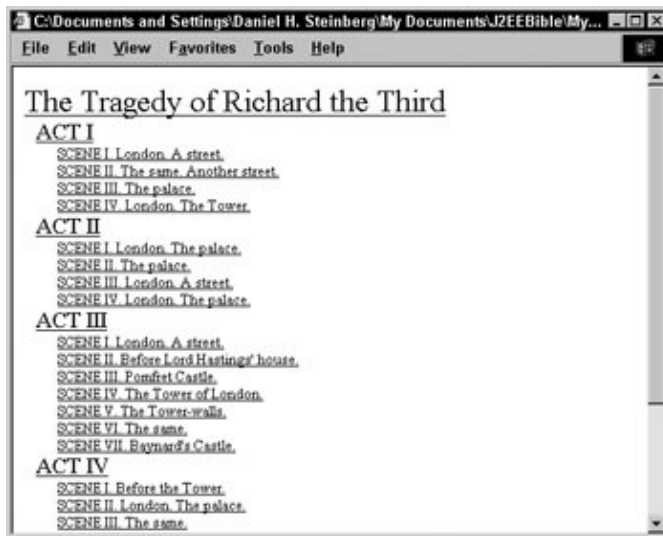 C:\Documents and Settings\Daniel H. Steinberg\My Documents\J2EEBible\My...
File Edit View Favorites Tools Help
The Tragedy of Richard the Third
ACT I
SCENE I. London. A street.
SCENE II. The same. Another street.
SCENE III. The palace.
SCENE IV. London. The Tower.
ACT II
SCENE I. London. The palace.
SCENE II. The palace.
SCENE III. London. A street.
SCENE IV. London. The palace.
ACT III
SCENE I. London. A street.
SCENE II. Before Lord Hastings' house.
SCENE III. Pomfret Castle.
SCENE IV. The Tower of London.
SCENE V. The Tower-walls.
SCENE VI. The same.
SCENE VII. Baynard's Castle.
ACT IV
SCENE I. Before the Tower.
SCENE II. London. The palace.
SCENE III. The same.